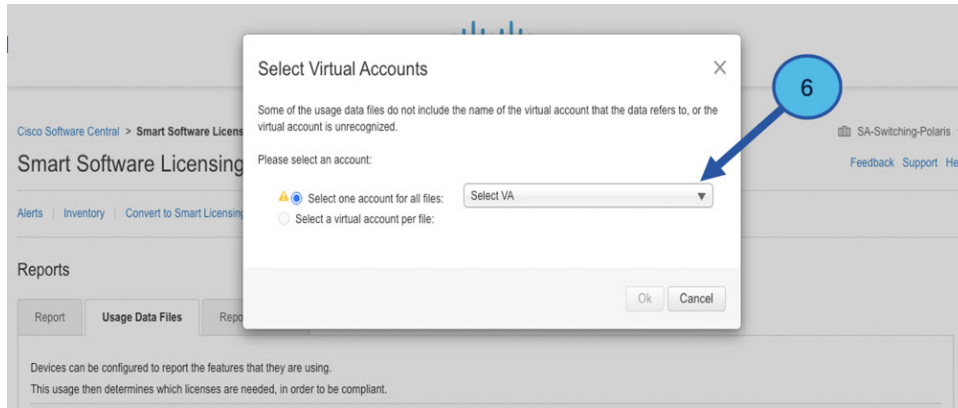 Select Virtual Accounts
Some of the usage data files do not include the name of the virtual account that the data refers to, or the
virtual account is unrecognized.
Please select an account:
Select one account for all files:
Select VA
Select a virtual account per file:
Ok
Cancel
6
Cisco Software Central > Smart Software Licens
SA-Switching-Polaris
Smart Software Licensing
Feedback Support He
Alerts | Inventory | Convert to Smart Licensing
Reports
Report
Usage Data Files
Repo
Devices can be configured to report the features that they are using.
This usage then determines which licenses are needed, in order to be compliant.